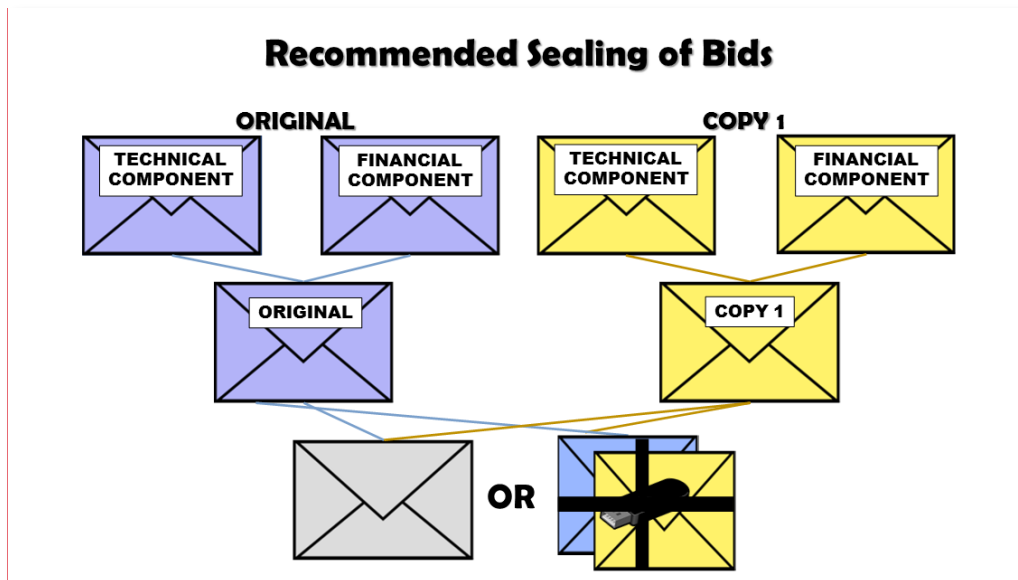 Recommended Sealing of Bids
ORIGINAL
COPY 1
TECHNICAL
COMPONENT
FINANCIAL
COMPONENT
TECHNICAL
COMPONENT
FINANCIAL
COMPONENT
ORIGINAL
COPY 1
OR